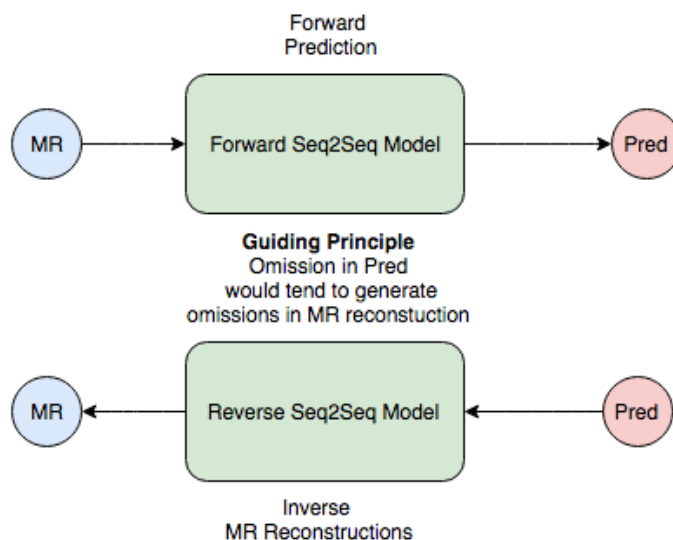 Forward
Prediction
MR
Forward Seq2Seq Model
Pred
Guiding Principle
Omission in Pred
would tend to generate
omissions in MR reconstuction
MR
Reverse Seq2Seq Model
Pred
Inverse
MR Reconstructions